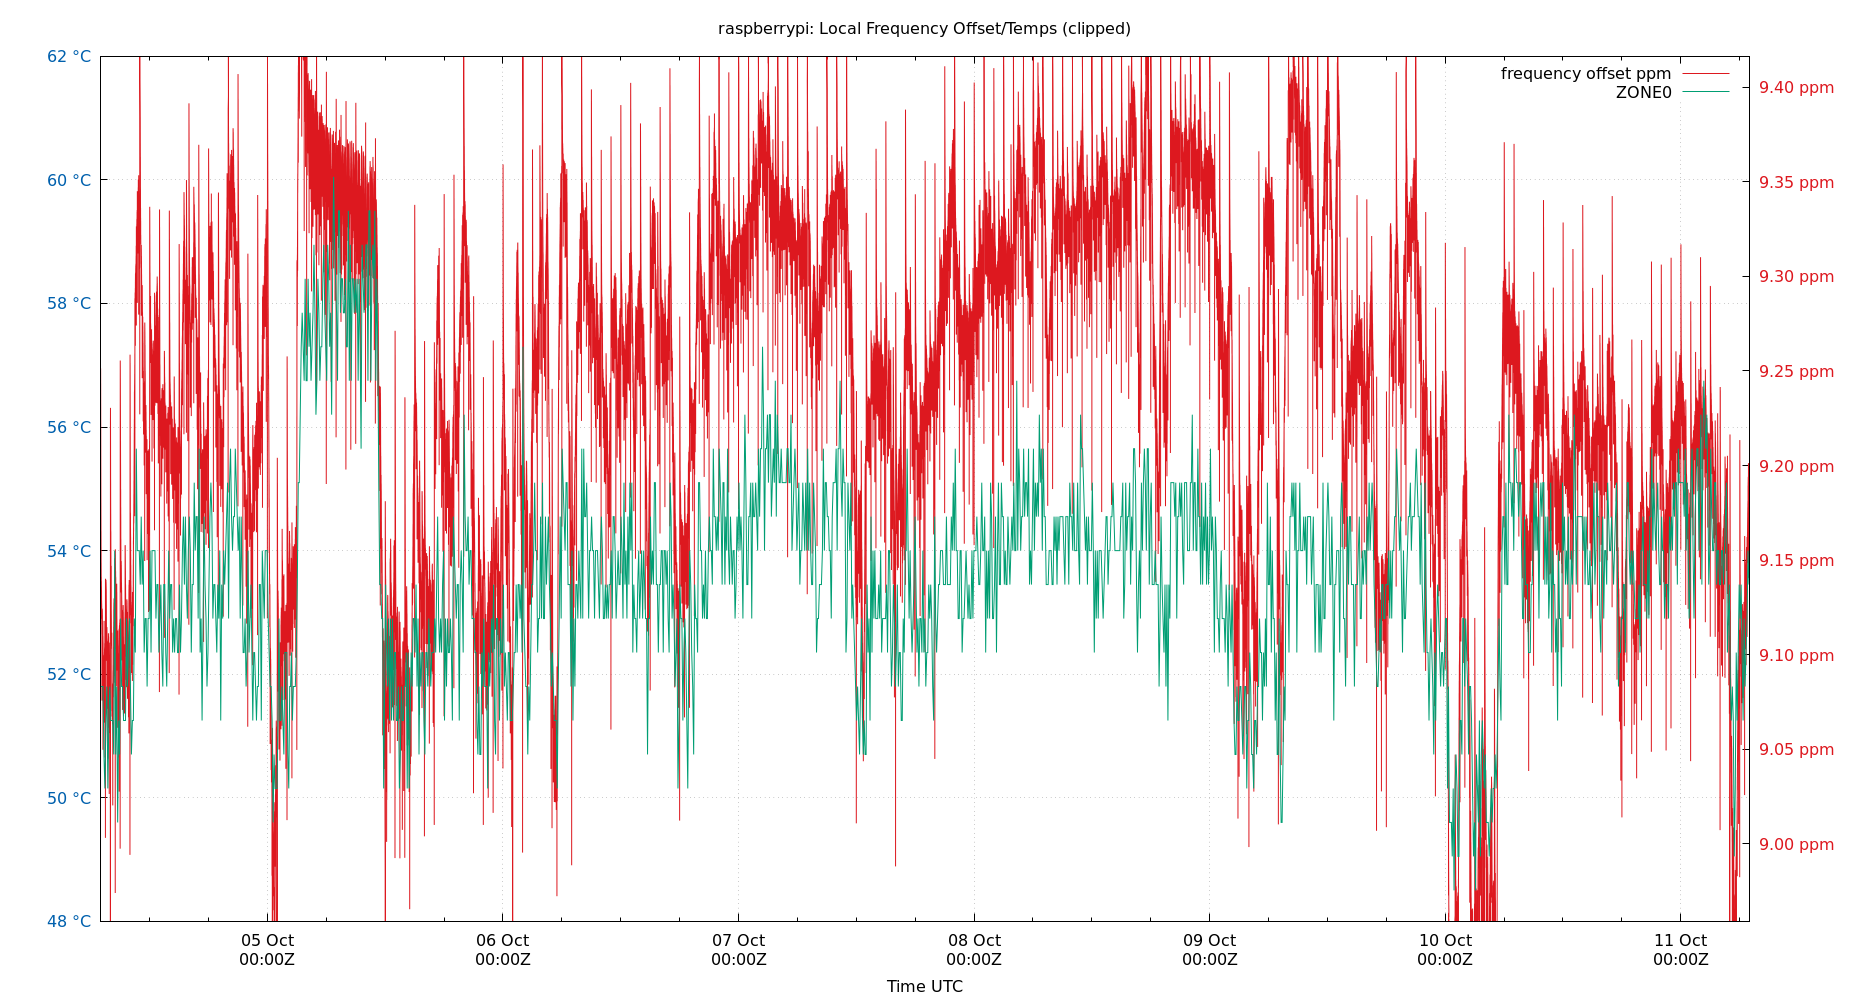 raspberrypi: Local Frequency Offset/Temps (clipped)
62 °C
60 °C
58 °C
56 °C
54 °C
52 °C
50 °C
48 °C
frequency offset ppm
ZONE0
9.40 ppm
9.35 ppm
9.30 ppm
9.25 ppm
9.20 ppm
9.15 ppm
9.10 ppm
9.05 ppm
9.00 ppm
05 Oct
00:00Z
06 Oct
00:00Z
07 Oct
00:00Z
08 Oct
00:00Z
09 Oct
00:00Z
10 Oct
00:00Z
11 Oct
00:00Z
Time UTC